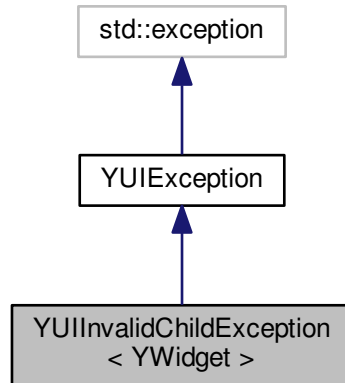 std::exception
YUIException
YUIInvalidChildException
< YWidget >